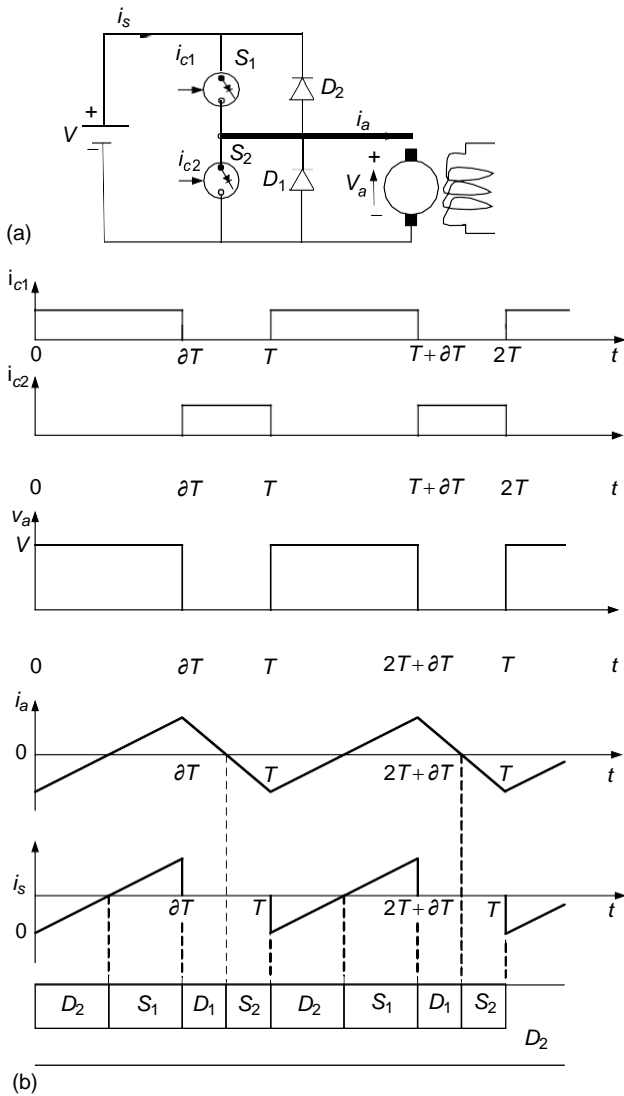 i_s
i_c1 S_1
D_2
i_a
+
V
–
i_c2 S_2
D_1
+
V_a
–
(a)
i_c1
0 ∂T T T + ∂T 2T t
i_c2
0 ∂T T T + ∂T 2T t
v_a
V
0 ∂T T 2T + ∂T T t
i_a
0
∂T T 2T + ∂T T t
i_s
∂T T 2T + ∂T T t
0
D_2 S_1 D_1 S_2 D_2 S_1 D_1 S_2
D_2
(b)